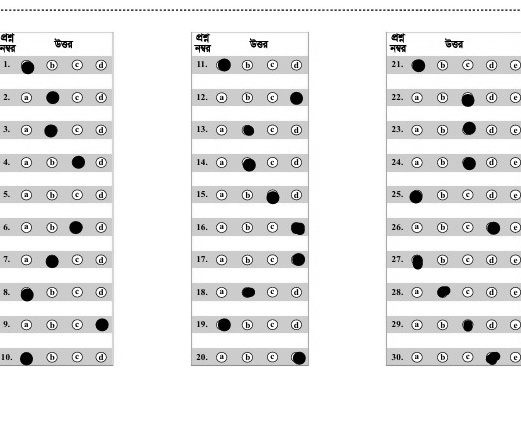 প্রশ্ন নম্বর উত্তর
1. b c d
2. a c d
3. a c d
4. a b d
5. a b c d
6. a b d
7. a c d
8. b c d
9. a b c
10. b c d
প্রশ্ন নম্বর উত্তর
11. b c d
12. a b c
13. a c d
14. a c d
15. a b d
16. a b c
17. a b c
18. a c d
19. b c d
20. a b c
প্রশ্ন নম্বর উত্তর
21. b c d e
22. a b d e
23. a b d e
24. a b d e
25. b c d e
26. a b c e
27. b c d e
28. a c d e
29. a b d e
30. a b c e